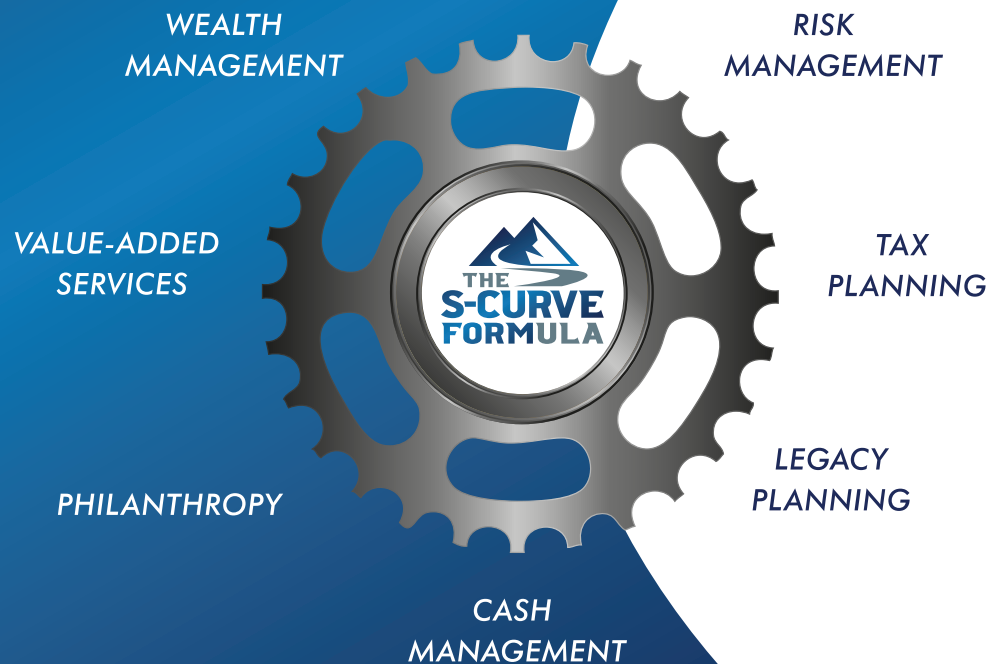 WEALTH
MANAGEMENT
RISK
MANAGEMENT
VALUE-ADDED
SERVICES
TAX
PLANNING
THE
S-CURVE
FORMULA
PHILANTHROPY
LEGACY
PLANNING
CASH
MANAGEMENT